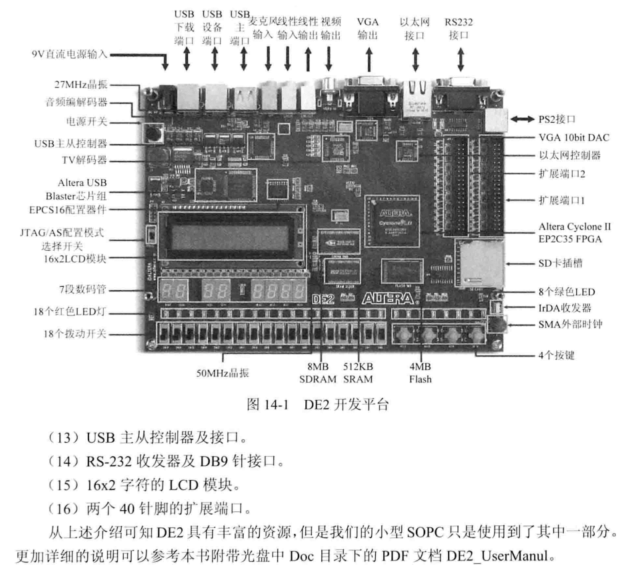 USB USB USB 麦克风 线性 线性 视频 VGA 以太网 RS232
下载 设备 主 输入 输入 输出 输出 输出 接口 接口
端口 端口 端口
9V直流电源输入
27MHz晶振
音频编解码器
电源开关
USB主从控制器
TV解码器
Altera USB
Blaster芯片组
EPCS16配置器件
JTAG/AS配置模式
选择开关
16x2LCD模块
7段数码管
18个红色LED灯
18个拨动开关
PS2接口
VGA 10bit DAC
以太网控制器
扩展端口2
扩展端口1
Altera Cyclone II
EP2C35 FPGA
SD卡插槽
8个绿色LED
IrDA收发器
SMA外部时钟
4个按键
ALTERA
Cyclone II
DE2 ALTERA
50MHz晶振 8MB 512KB 4MB
SDRAM SRAM Flash
图 14-1 DE2 开发平台
(13) USB 主从控制器及接口。
(14) RS-232 收发器及 DB9 针接口。
(15) 16x2 字符的 LCD 模块。
(16) 两个 40 针脚的扩展端口。
从上述介绍可知 DE2 具有丰富的资源,但是我们的小型 SOPC 只是使用到了其中一部分。
更加详细的说明可以参考本书附带光盘中 Doc 目录下的 PDF 文档 DE2_UserManul。